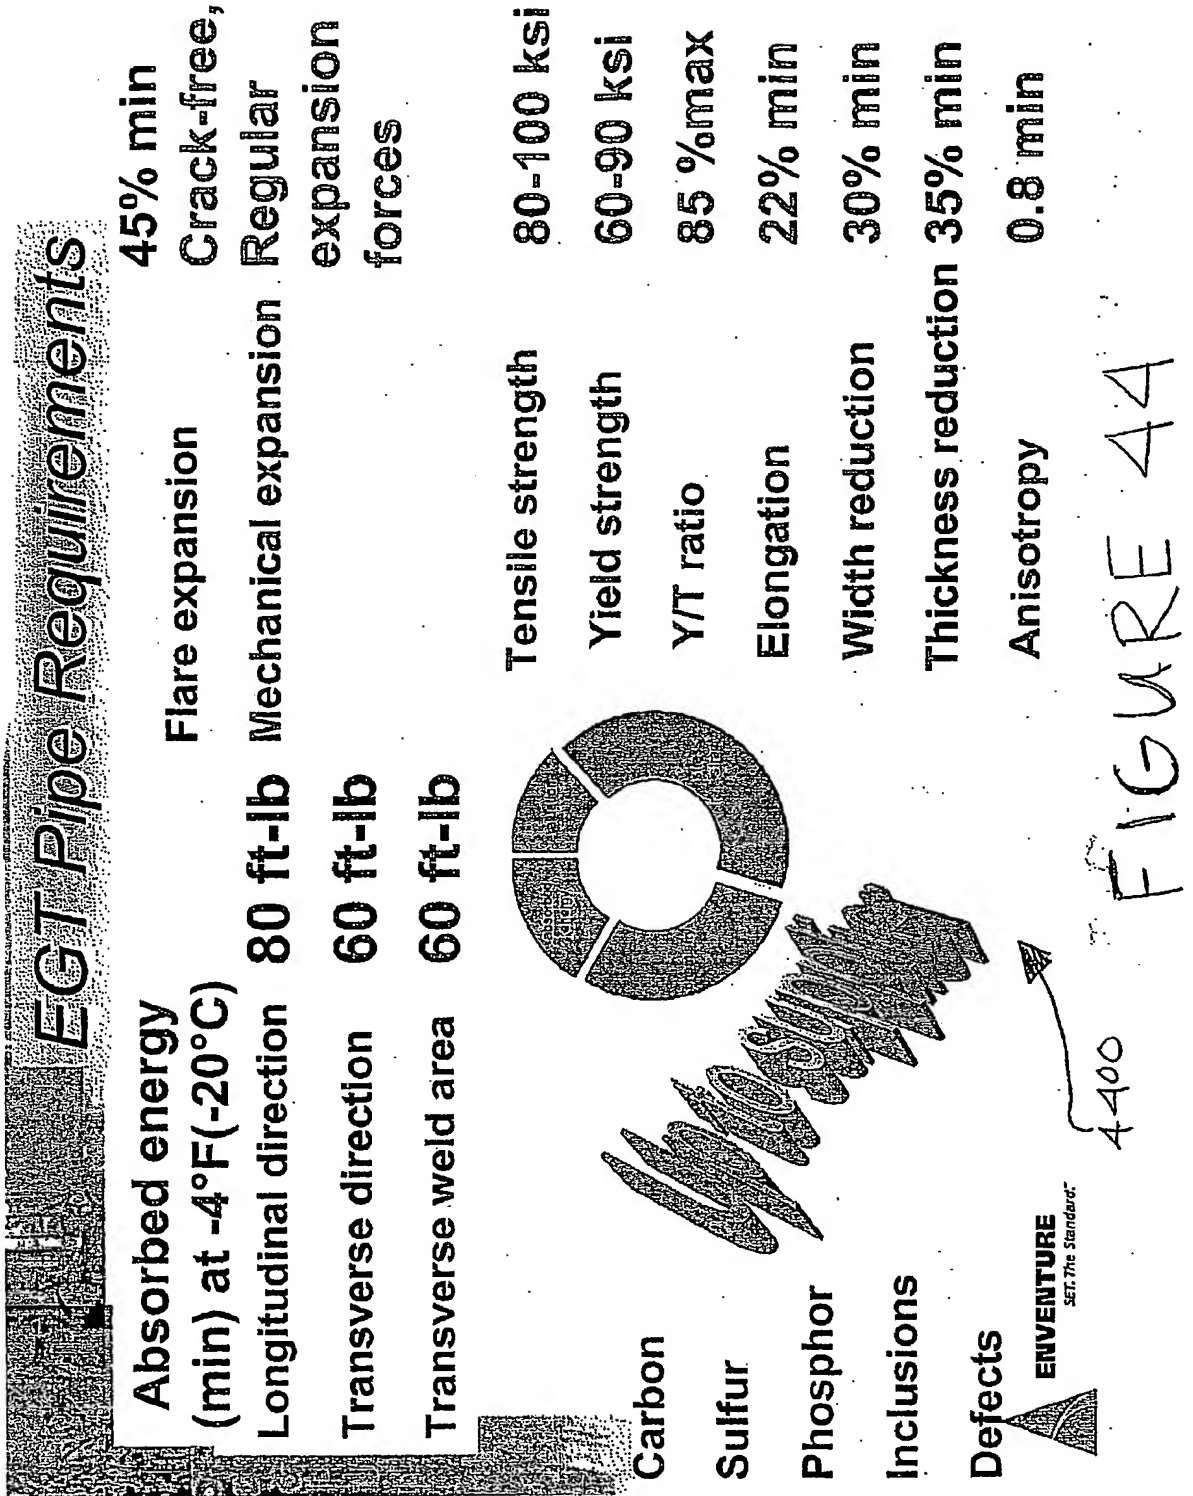 EGT Pipe Requirements
Absorbed energy
(min) at -4°F(-20°C)
Longitudinal direction 80 ft-lb
Transverse direction 60 ft-lb
Transverse weld area 60 ft-lb
Flare expansion 45% min
Mechanical expansion Crack-free,
Regular
expansion
forces
Tensile strength 80-100 ksi
Yield strength 60-90 ksi
Y/T ratio 85 %max
Elongation 22% min
Width reduction 30% min
Thickness reduction 35% min
Anisotropy 0.8 min
Carbon
Sulfur
Phosphor
Inclusions
Defects
ENVENTURE
SET. The Standard.
4400
FIGURE 44